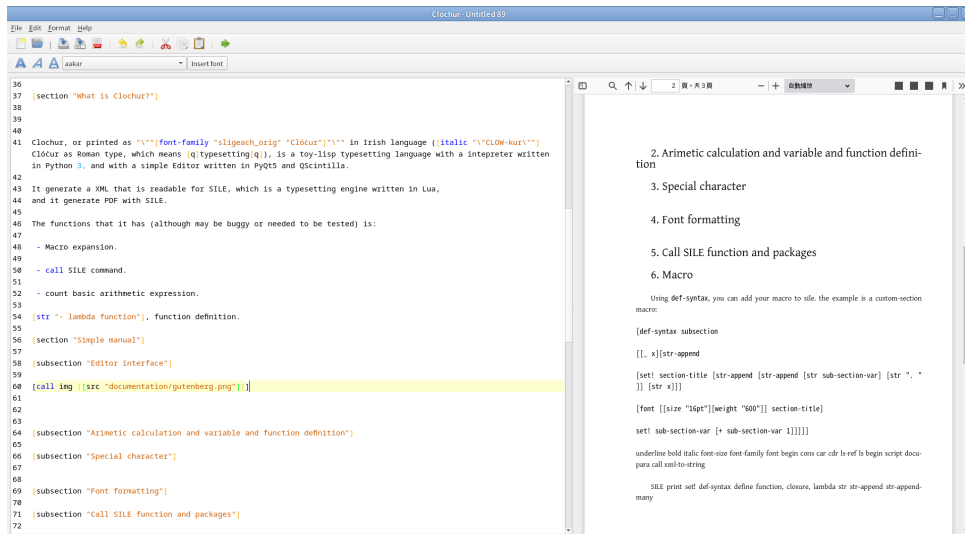 Clochur - Untitled 89
File Edit Format Help
A A A aakar Insert font
36
37 [section "What is Clochur?"]
38
39
40
41 Clochur, or printed as "\""[font-family "sligeach_orig" "Clóċur"]"\"" in Irish language ([italic "\"CLOW-kur\""]
Clóċur as Roman type, which means [q]typesetting[q]), is a toy-lisp typesetting language with a intepreter written
in Python 3, and with a simple Editor written in PyQt5 and QScintilla.
42
43 It generate a XML that is readable for SILE, which is a typesetting engine written in Lua,
44 and it generate PDF with SILE.
45
46 The functions that it has (although may be buggy or needed to be tested) is:
47
48 - Macro expansion.
49
50 - call SILE command.
51
52 - count basic arithmetic expression.
53
54 [str "- lambda function"], function definition.
55
56 [section "Simple manual"]
57
58 [subsection "Editor interface"]
59
60 [call img [[src "documentation/gutenberg.png"]]]
61
62
63
64 [subsection "Arimetic calculation and variable and function definition"]
65
66 [subsection "Special character"]
67
68
69 [subsection "Font formatting"]
70
71 [subsection "Call SILE function and packages"]
72
2 頁，共 3 頁 自動縮放
2. Arimetic calculation and variable and function defini-
tion
3. Special character
4. Font formatting
5. Call SILE function and packages
6. Macro
Using def-syntax, you can add your macro to sile. the example is a custom-section
macro:
[def-syntax subsection
[[_ x][str-append
[set! section-title [str-append [str-append [str sub-section-var] [str ". "
]] [str x]]]
[font [[size "16pt"][weight "600"]] section-title]
set! sub-section-var [+ sub-section-var 1]]]]]
underline bold italic font-size font-family font begin cons car cdr ls-ref ls begin script docu-
para call xml-to-string
SILE print set! def-syntax define function, closure, lambda str str-append str-append-
many